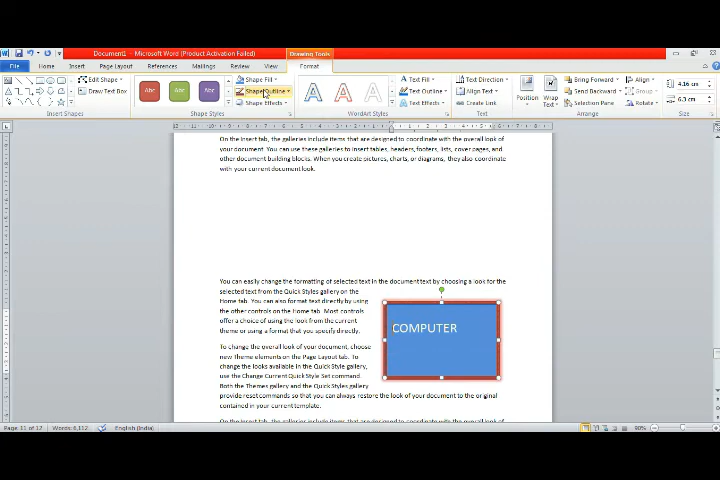 Document1 - Microsoft Word (Product Activation Failed)
Drawing Tools
File
Home
Insert
Page Layout
References
Mailings
Review
View
Format
Edit Shape
Draw Text Box
Insert Shapes
Abc
Abc
Abc
Shape Fill
Shape Outline
Shape Effects
Shape Styles
A
A
A
WordArt Styles
Text Fill
Text Outline
Text Effects
Text Direction
Align Text
Create Link
Text
Position
Wrap
Text
Bring Forward
Send Backward
Selection Pane
Align
Group
Rotate
Arrange
4.16 cm
6.3 cm
Size
On the Insert tab, the galleries include items that are designed to coordinate with the overall look of
your document. You can use these galleries to insert tables, headers, footers, lists, cover pages, and
other document building blocks. When you create pictures, charts, or diagrams, they also coordinate
with your current document look.
You can easily change the formatting of selected text in the document text by choosing a look for the
selected text from the Quick Styles gallery on the
Home tab. You can also format text directly by using
the other controls on the Home tab. Most controls
offer a choice of using the look from the current
theme or using a format that you specify directly.
COMPUTER
To change the overall look of your document, choose
new Theme elements on the Page Layout tab. To
change the looks available in the Quick Style gallery,
use the Change Current Quick Style Set command.
Both the Themes gallery and the Quick Styles gallery
provide reset commands so that you can always restore the look of your document to the original
contained in your current template.
On the Insert tab, the galleries include items that are designed to coordinate with the overall look of
Page: 11 of 17
Words: 6,112
English (India)
90%